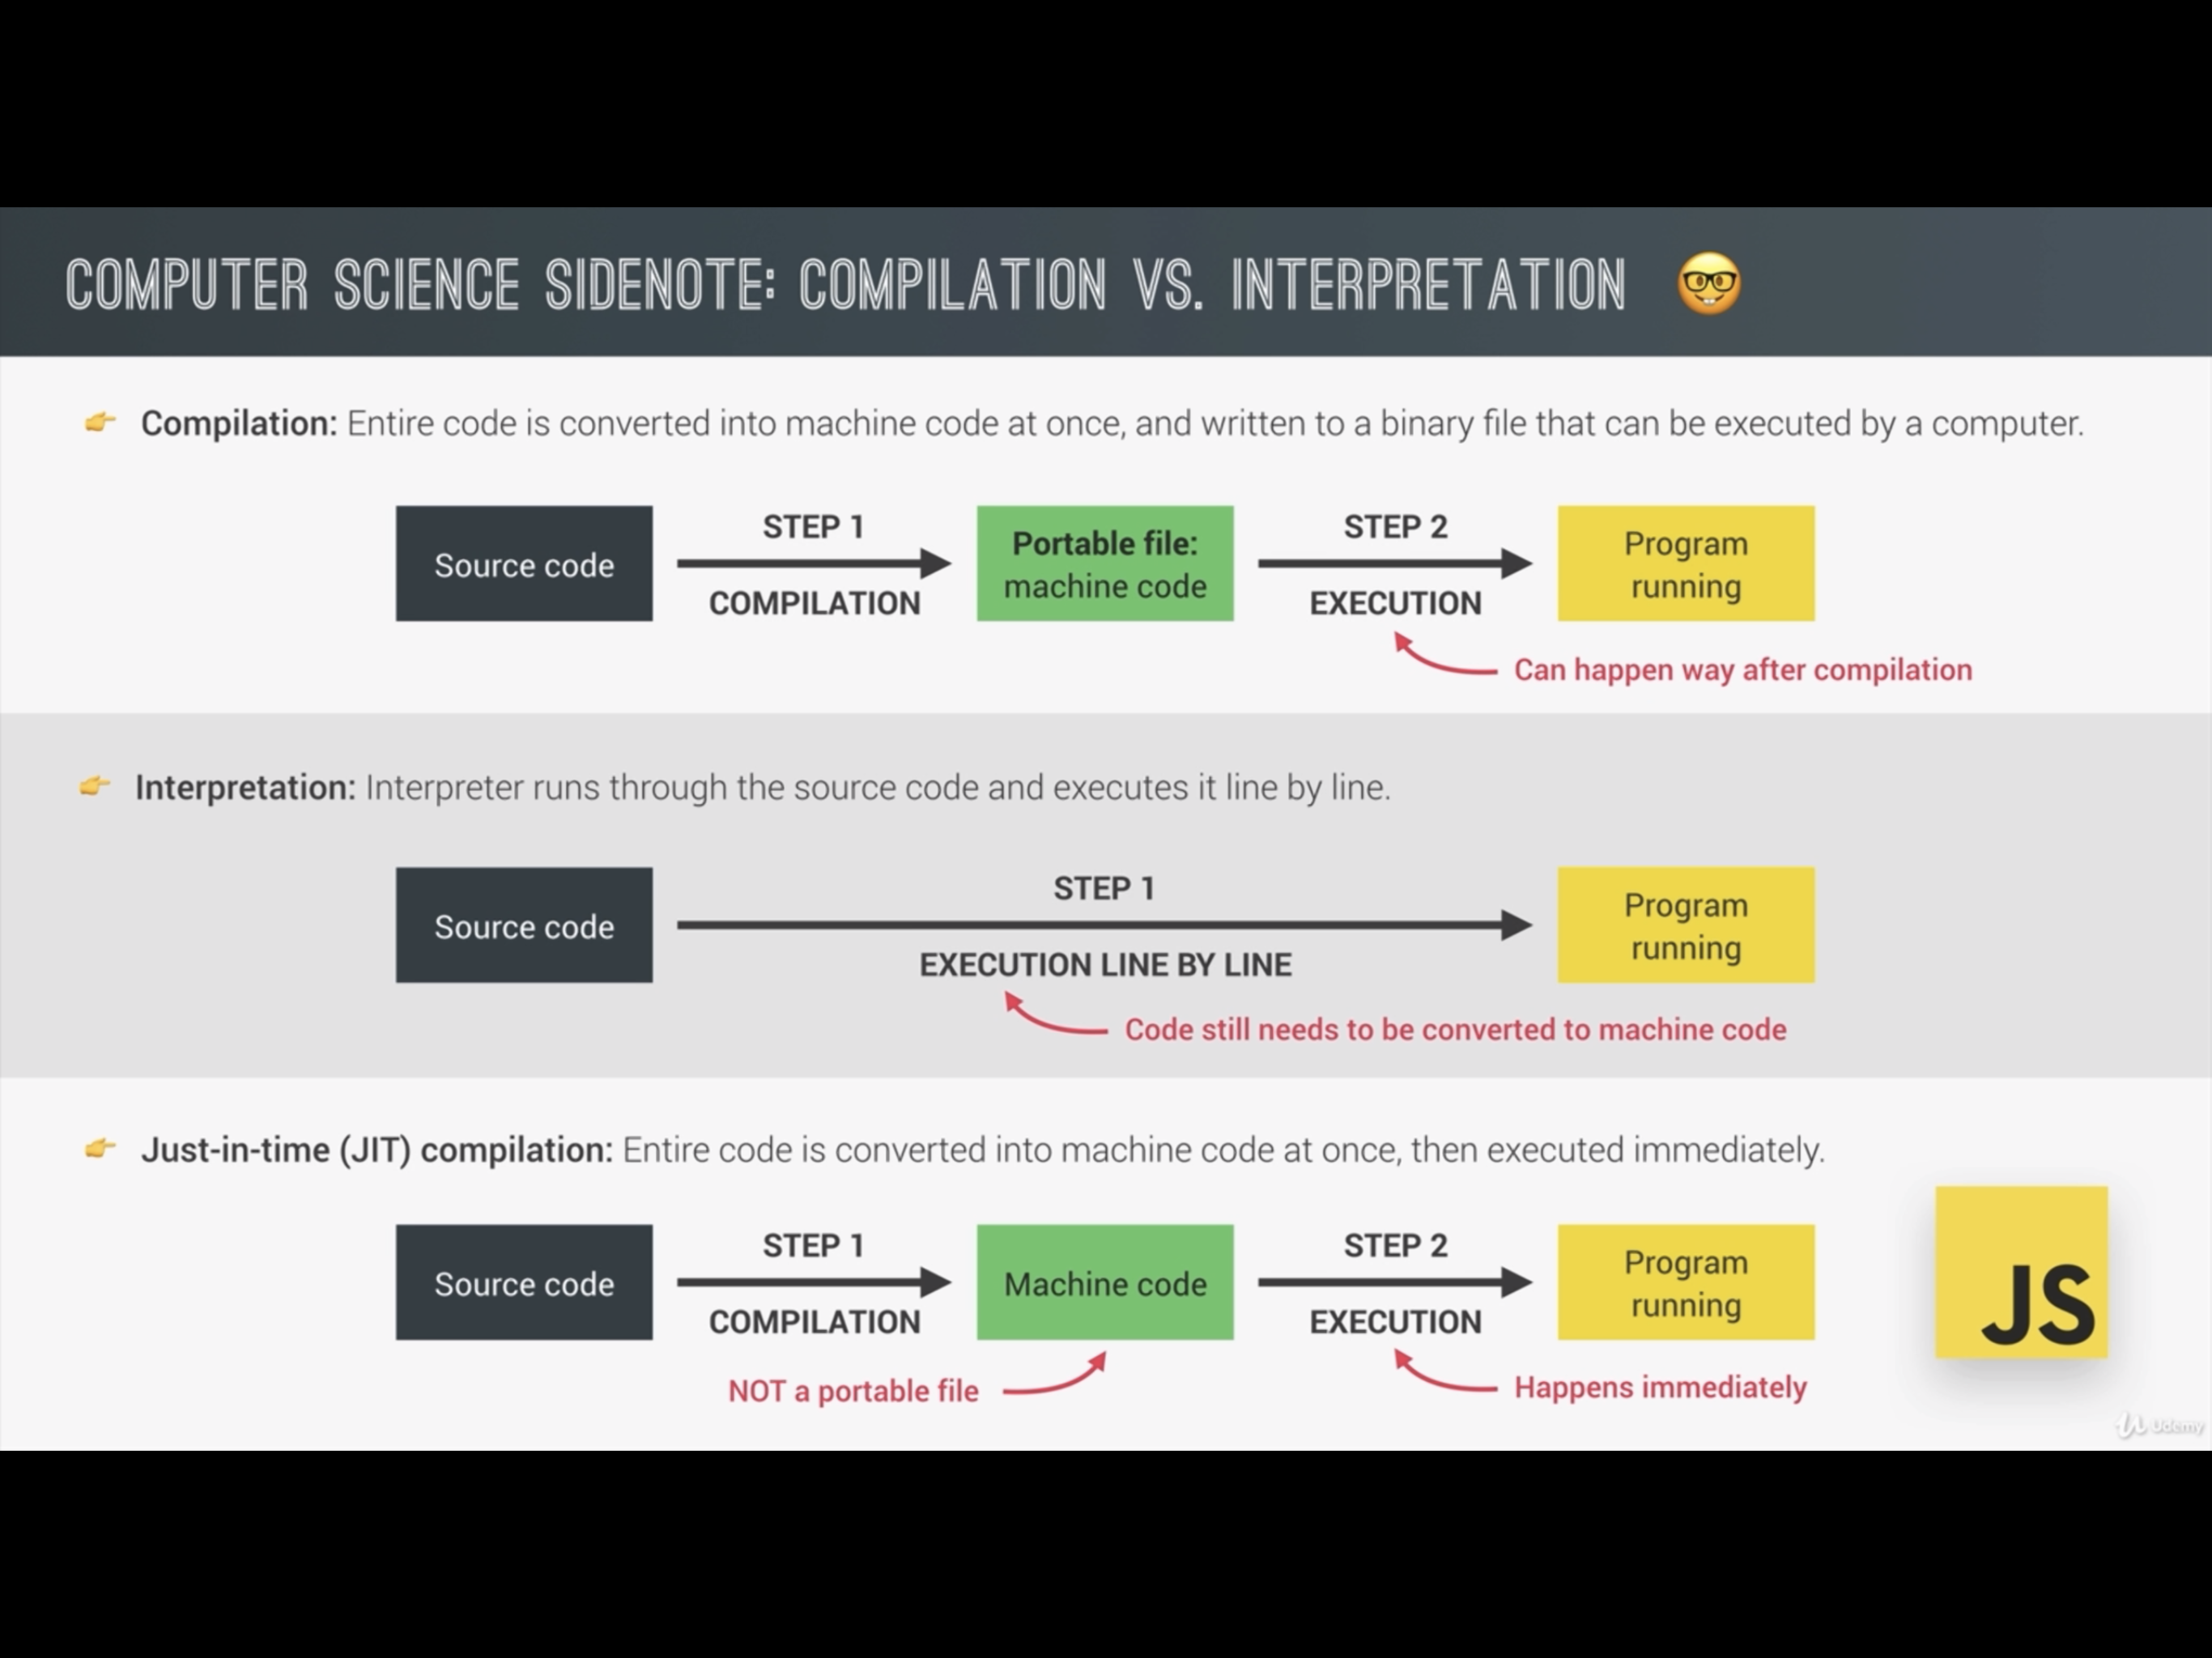 COMPUTER SCIENCE SIDENOTE: COMPILATION VS. INTERPRETATION
Compilation: Entire code is converted into machine code at once, and written to a binary file that can be executed by a computer.
Source code
STEP 1
COMPILATION
Portable file:
machine code
STEP 2
EXECUTION
Program
running
Can happen way after compilation
Interpretation: Interpreter runs through the source code and executes it line by line.
Source code
STEP 1
EXECUTION LINE BY LINE
Program
running
Code still needs to be converted to machine code
Just-in-time (JIT) compilation: Entire code is converted into machine code at once, then executed immediately.
Source code
STEP 1
COMPILATION
Machine code
STEP 2
EXECUTION
Program
running
NOT a portable file
Happens immediately
JS
Udemy